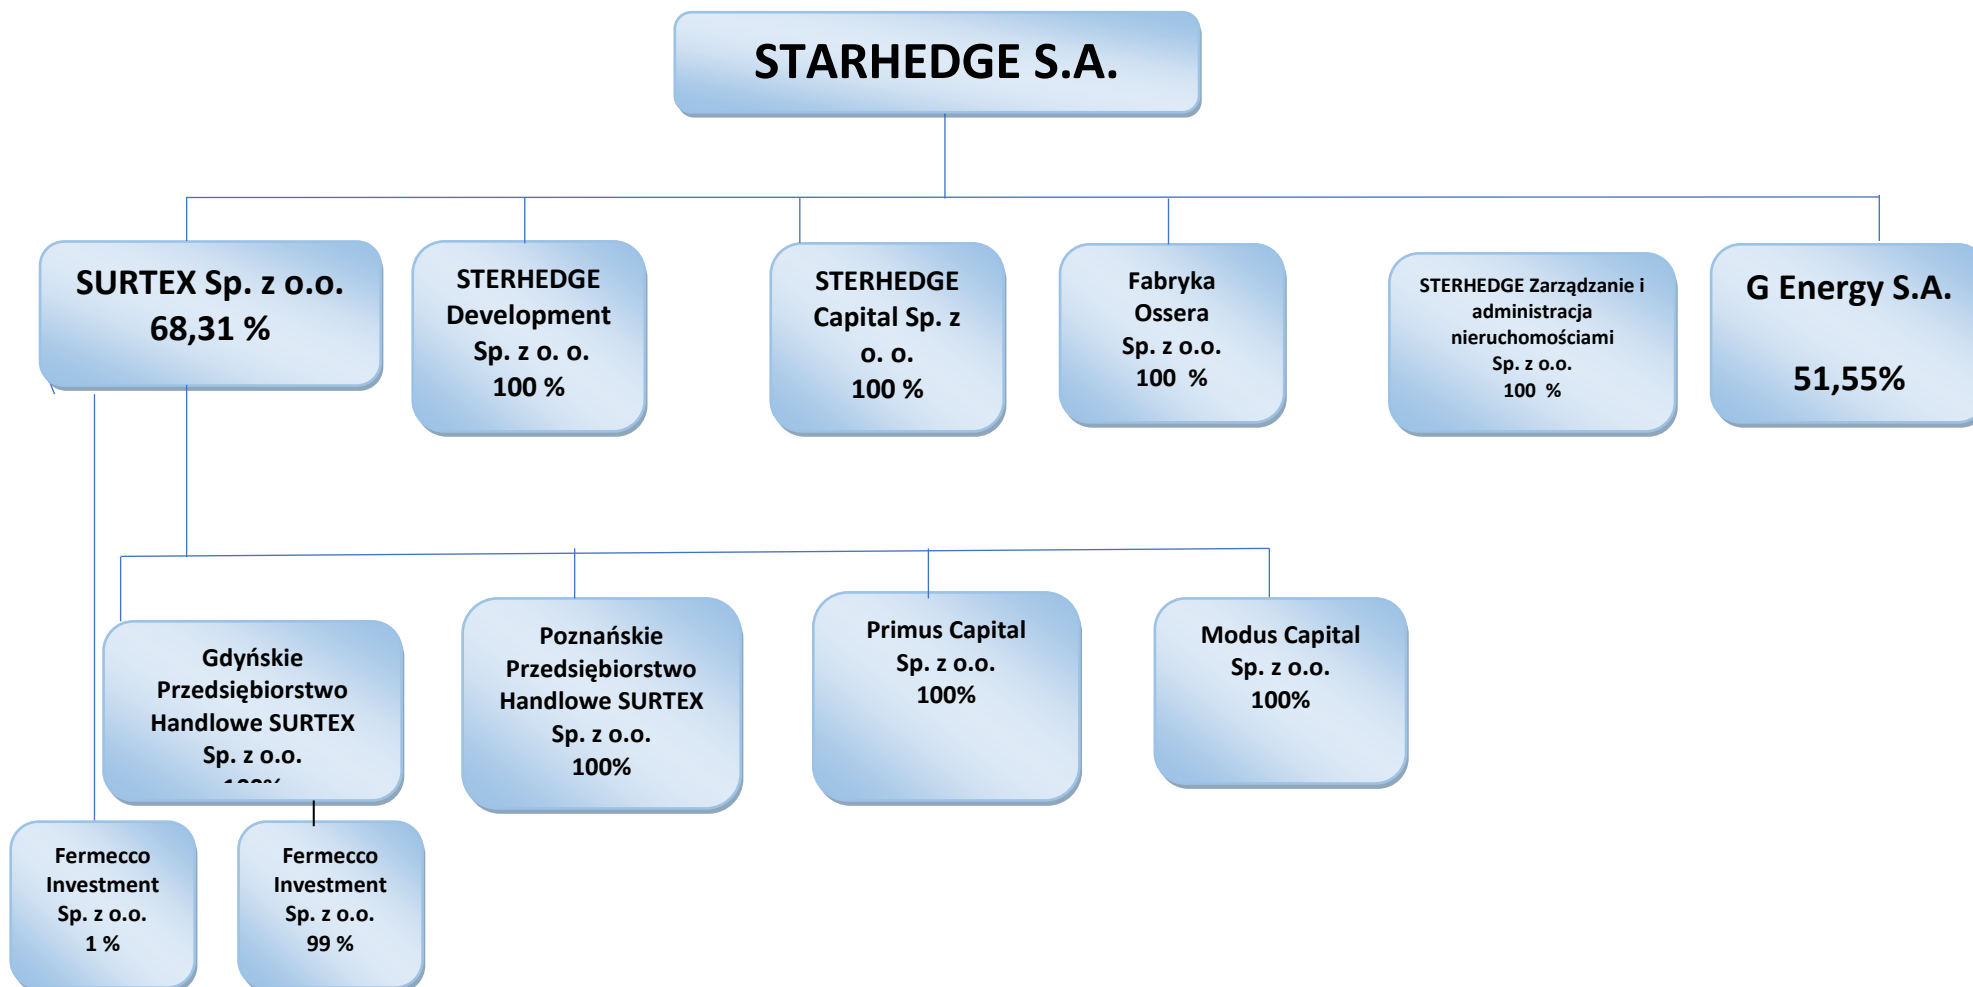 STARHEDGE S.A.
SURTEX Sp. z o.o.
68,31 %
STERHEDGE
Development
Sp. z o. o.
100 %
STERHEDGE
Capital Sp. z
o. o.
100 %
Fabryka
Ossera
Sp. z o.o.
100 %
STERHEDGE Zarządzanie i
administracja
nieruchomościami
Sp. z o.o.
100 %
G Energy S.A.
51,55%
Gdyńskie
Przedsiębiorstwo
Handlowe SURTEX
Sp. z o.o.
100%
Poznańskie
Przedsiębiorstwo
Handlowe SURTEX
Sp. z o.o.
100%
Primus Capital
Sp. z o.o.
100%
Modus Capital
Sp. z o.o.
100%
Fermecco
Investment
Sp. z o.o.
1 %
Fermecco
Investment
Sp. z o.o.
99 %